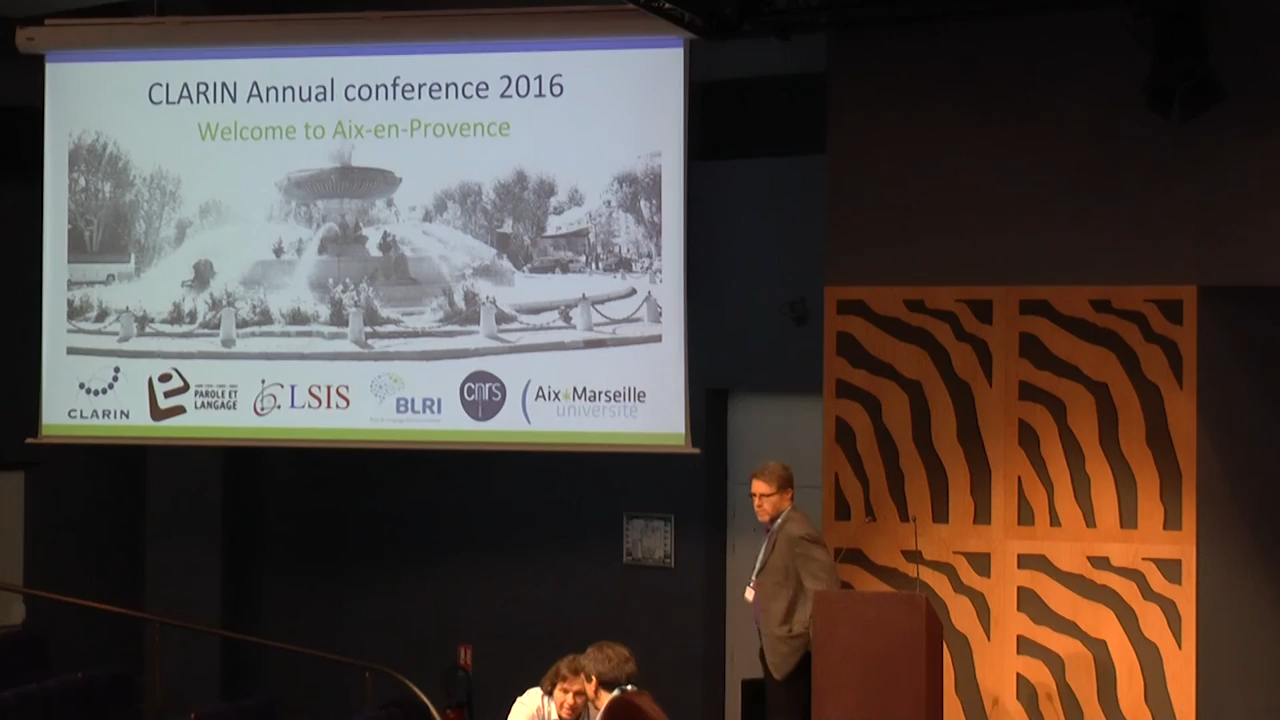 CLARIN Annual conference 2016
Welcome to Aix-en-Provence
CLARIN
PAROLE ET
LANGAGE
LSIS
BLRI
cnrs
Aix Marseille
université